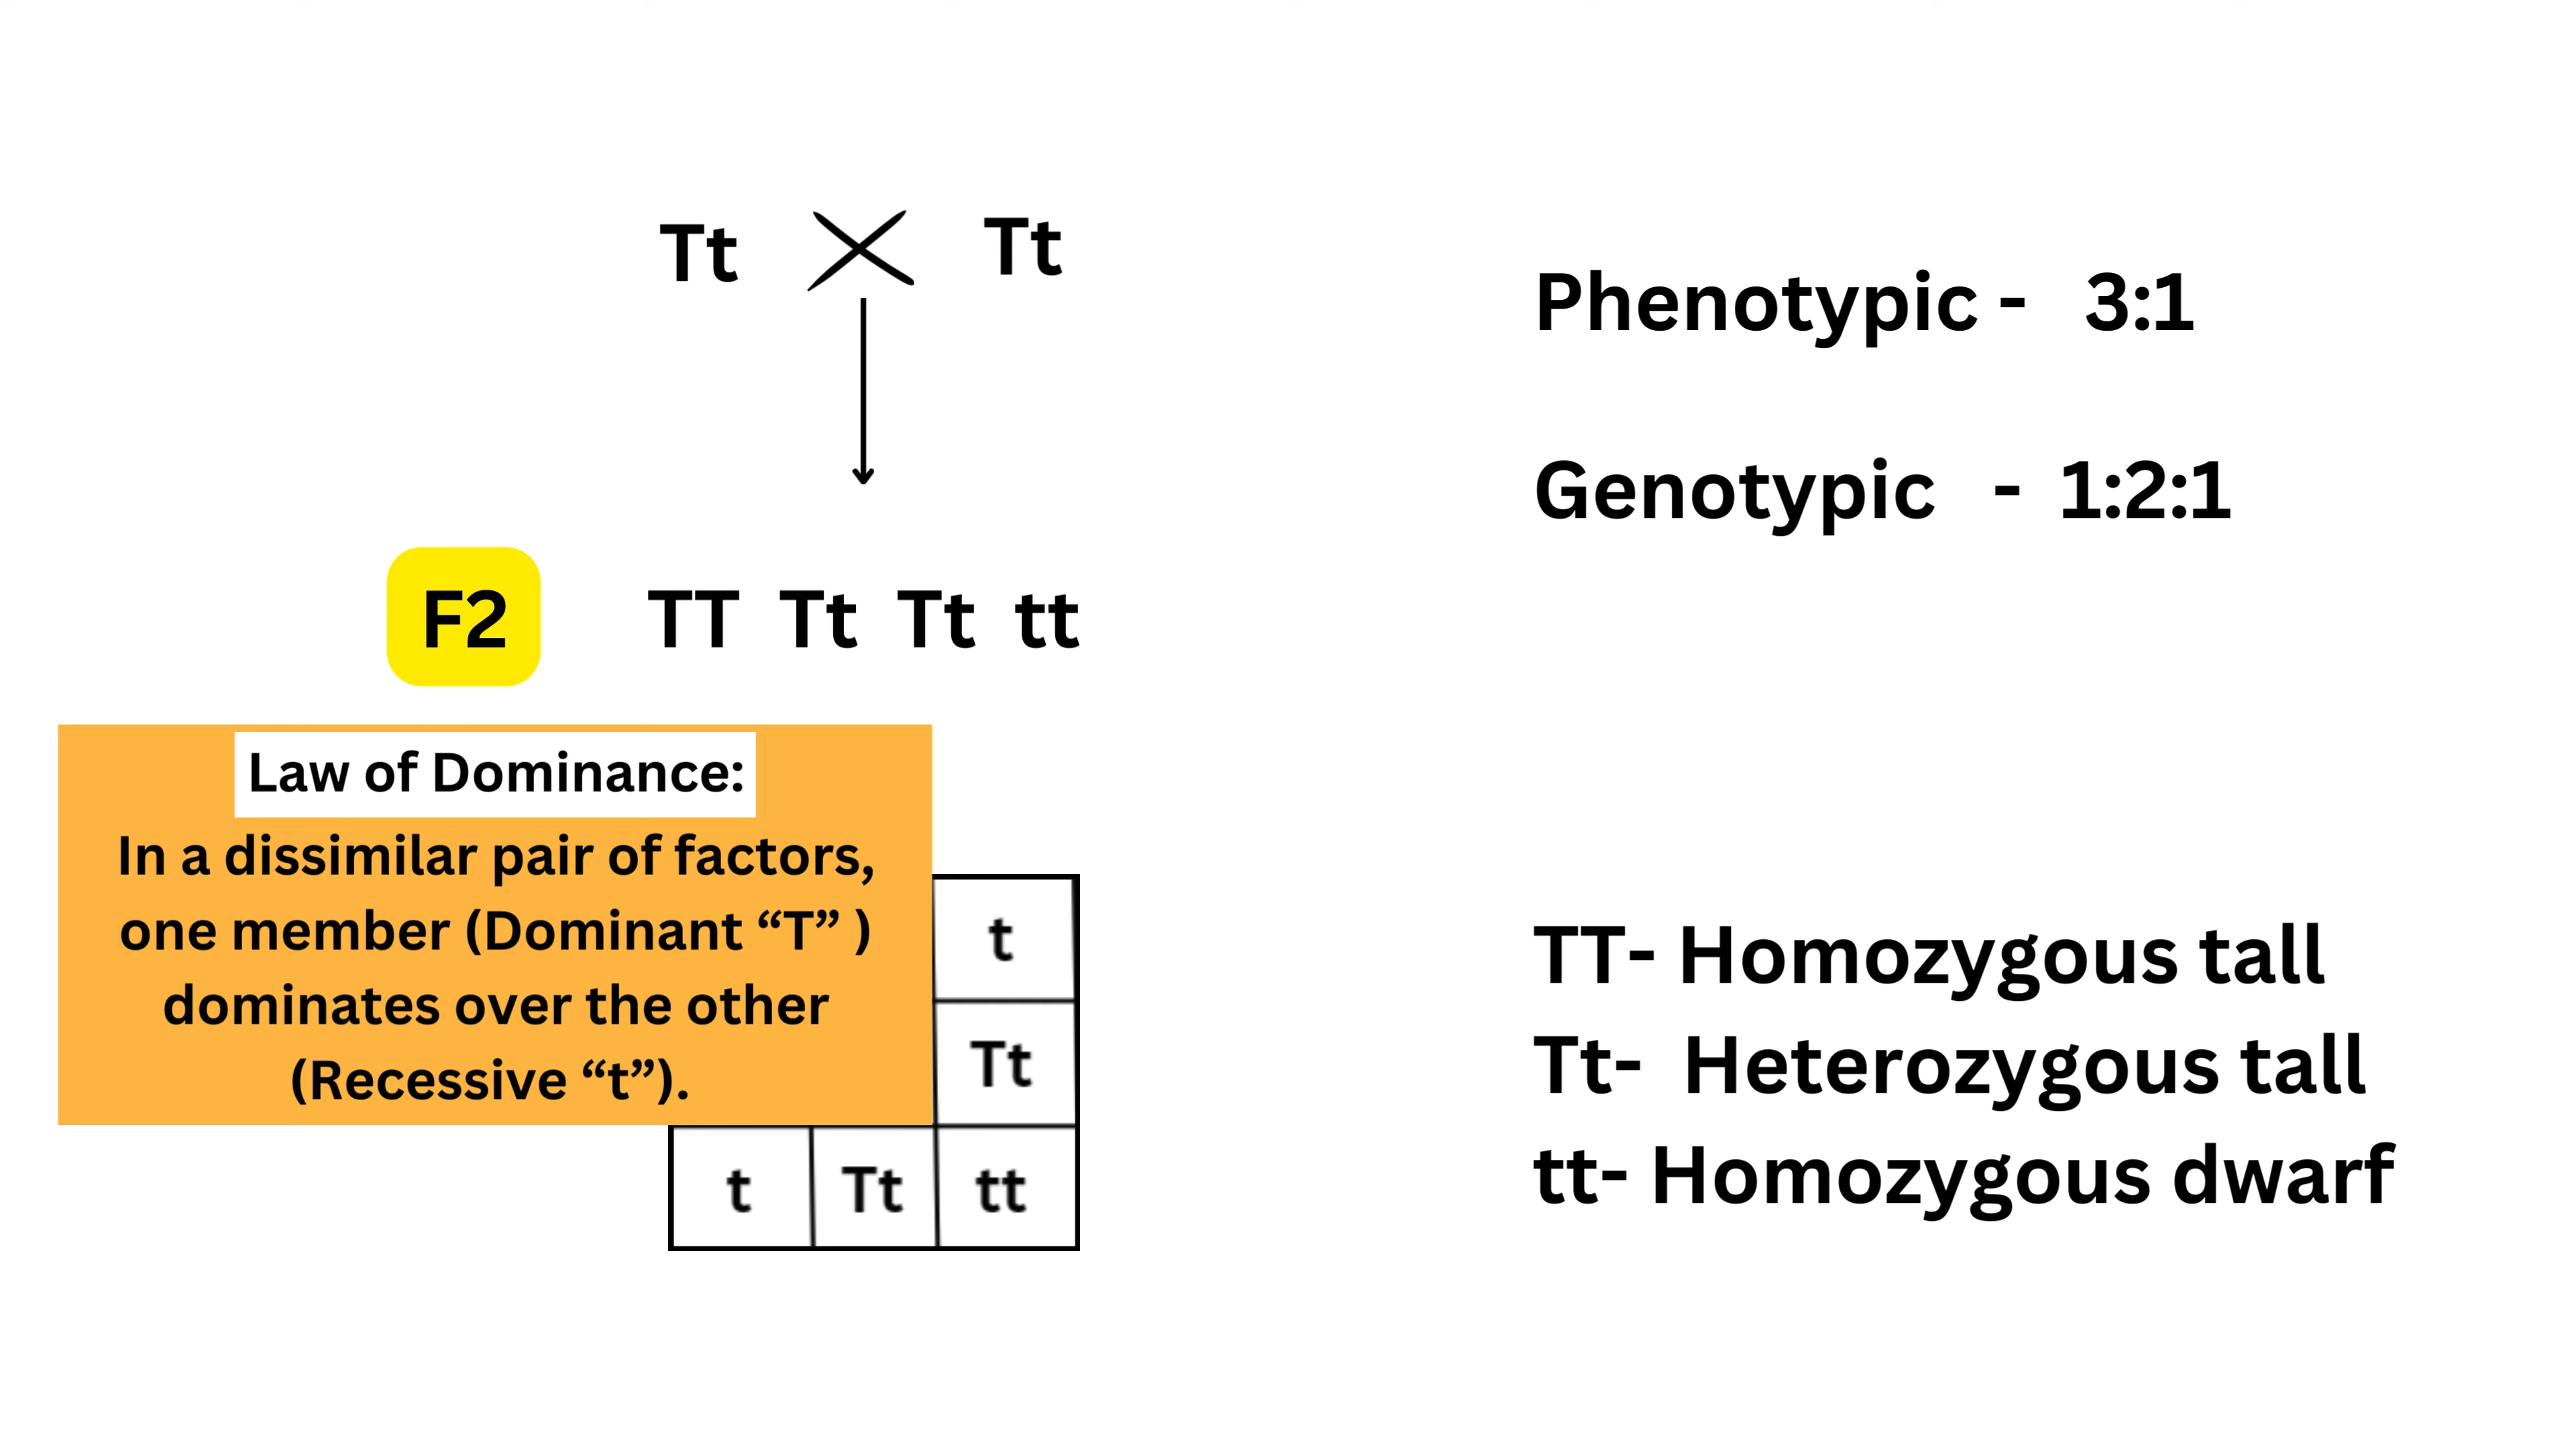 Tt Tt
Phenotypic - 3:1
Genotypic - 1:2:1
F2 TT Tt Tt tt
Law of Dominance:
In a dissimilar pair of factors,
one member (Dominant “T” )
dominates over the other
(Recessive “t”).
t
Tt
t Tt tt
TT- Homozygous tall
Tt- Heterozygous tall
tt- Homozygous dwarf